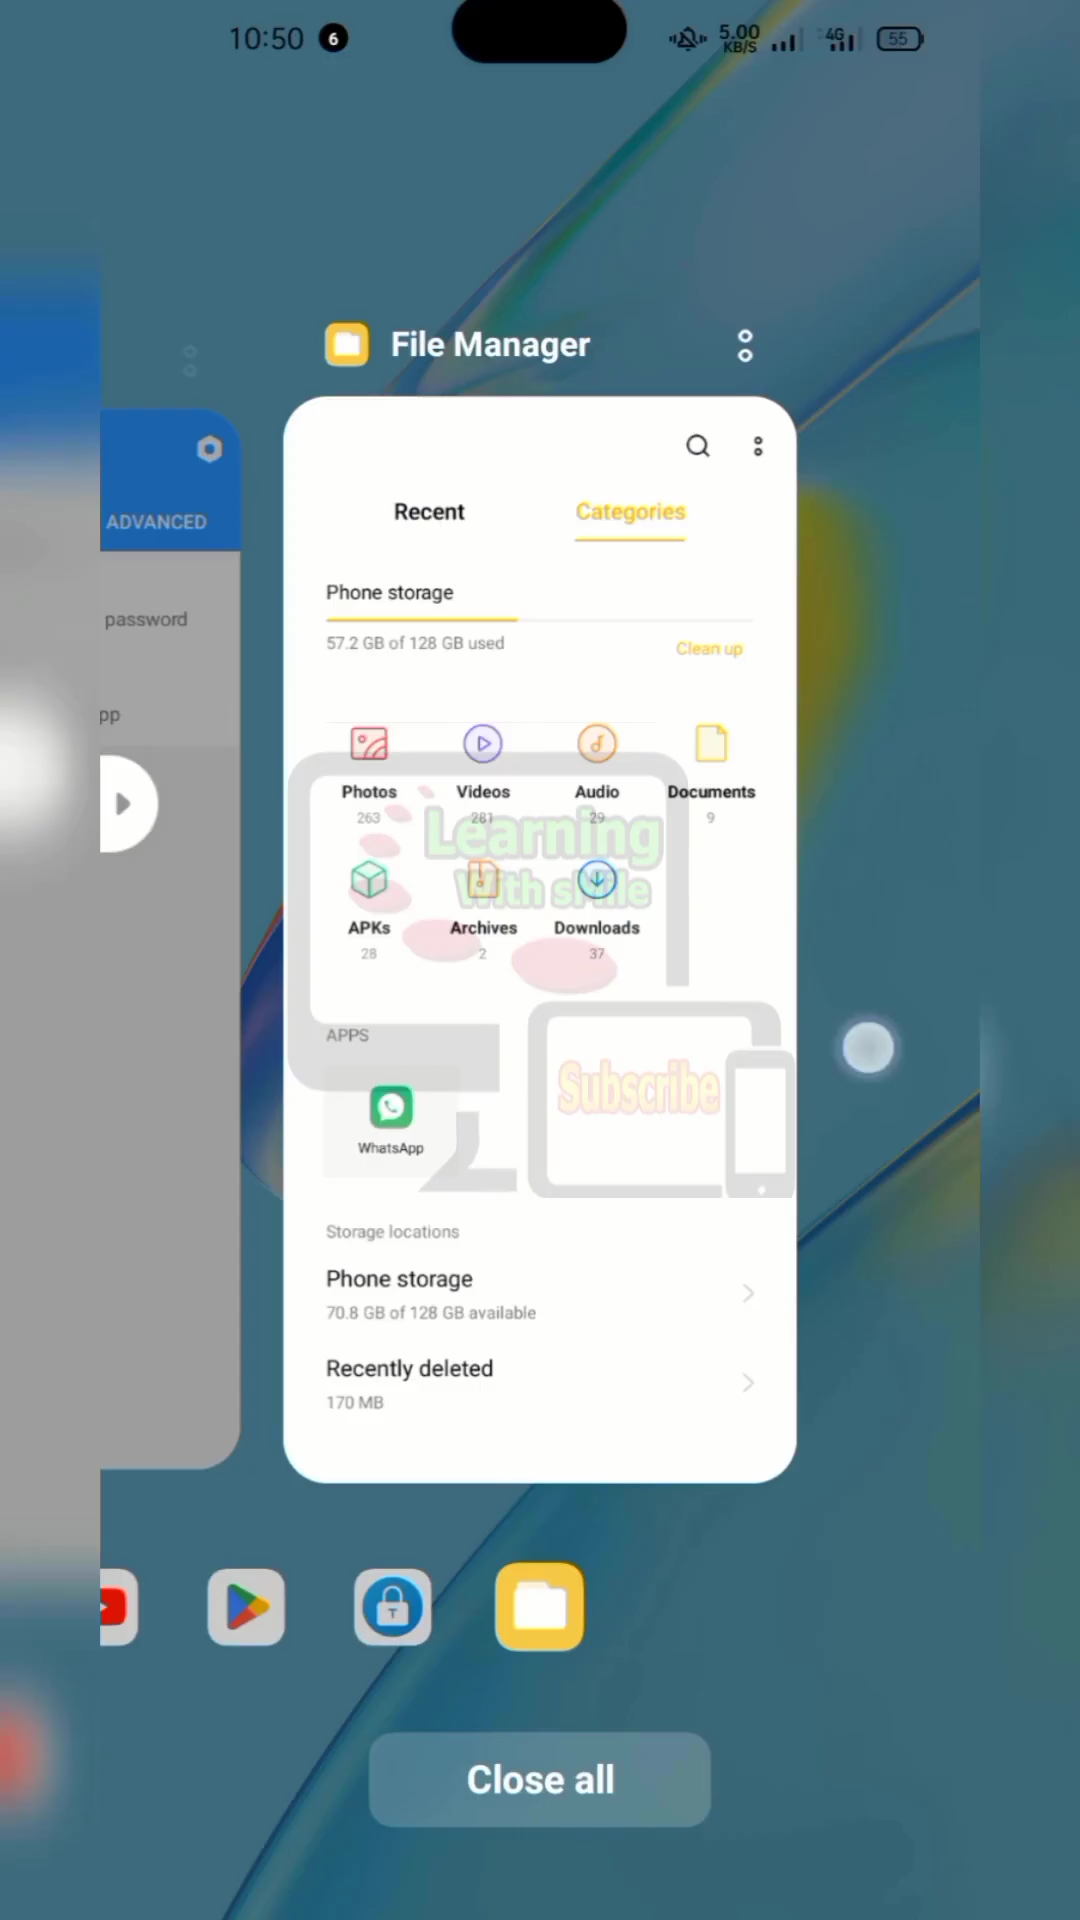 10:50 6 5.00 KB/S 4G 55
File Manager
ADVANCED
password
pp
Recent Categories
Phone storage
57.2 GB of 128 GB used Clean up
Photos Videos Audio Documents
263 281 29 9
Learning
With sMile
APKs Archives Downloads
28 2 37
APPS
Subscribe
WhatsApp
Storage locations
Phone storage
70.8 GB of 128 GB available
Recently deleted
170 MB
T
Close all